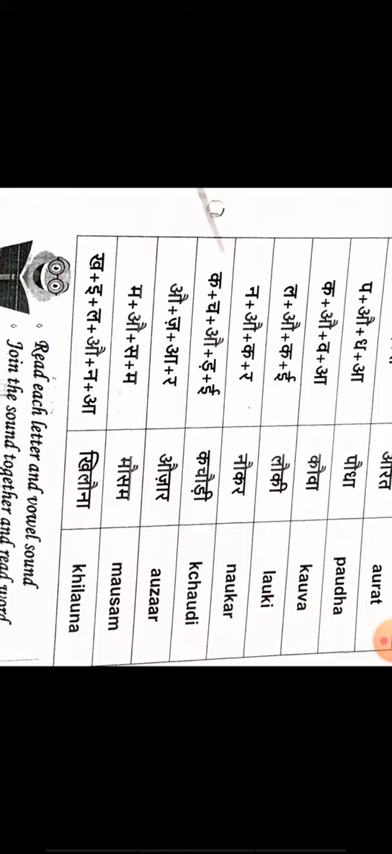 औरत aurat
प+औ+ध+आ पौधा paudha
क+औ+व+आ कौवा kauva
ल+औ+क+ई लौकी lauki
न+औ+क+र नौकर naukar
क+च+औ+ड़+ई कचौड़ी kchaudi
औ+ज़+आ+र औज़ार auzaar
म+औ+स+म मौसम mausam
ख+इ+ल+औ+न+आ खिलौना khilauna
Read each letter and vowel sound
Join the sound together and read word